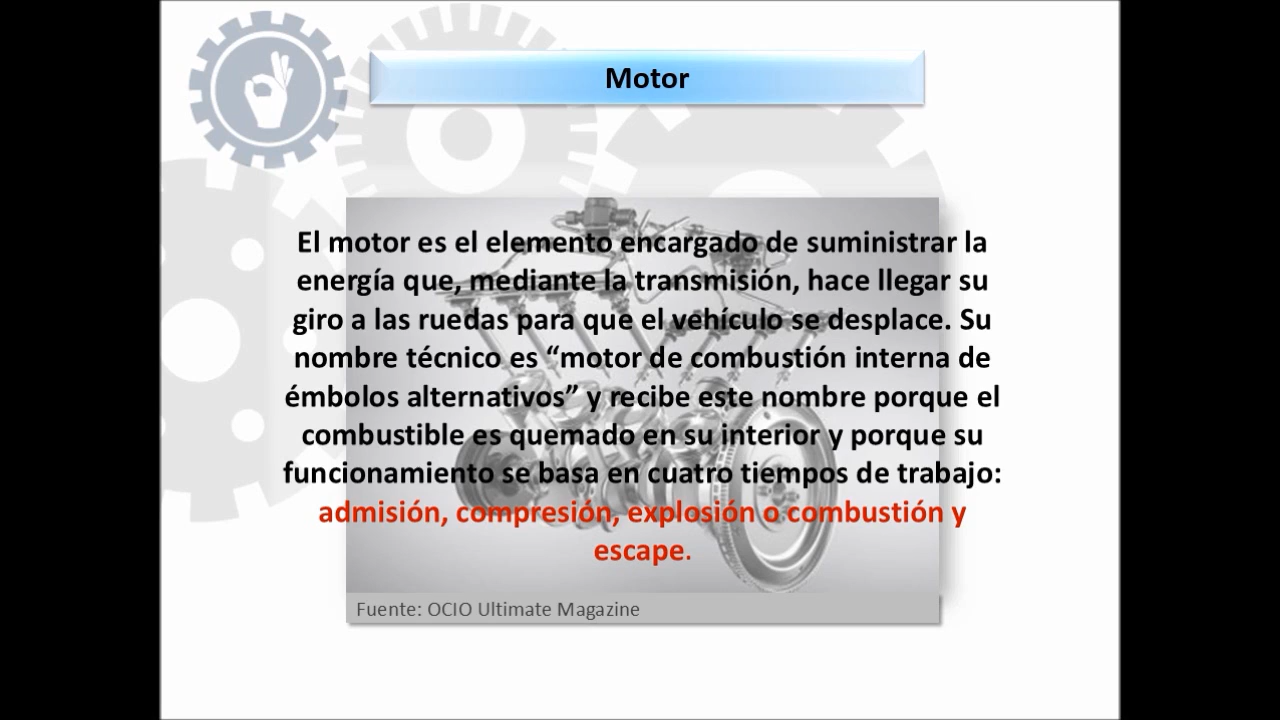 Motor
El motor es el elemento encargado de suministrar la
energía que, mediante la transmisión, hace llegar su
giro a las ruedas para que el vehículo se desplace. Su
nombre técnico es “motor de combustión interna de
émbolos alternativos” y recibe este nombre porque el
combustible es quemado en su interior y porque su
funcionamiento se basa en cuatro tiempos de trabajo:
admisión, compresión, explosión o combustión y
escape.
Fuente: OCIO Ultimate Magazine